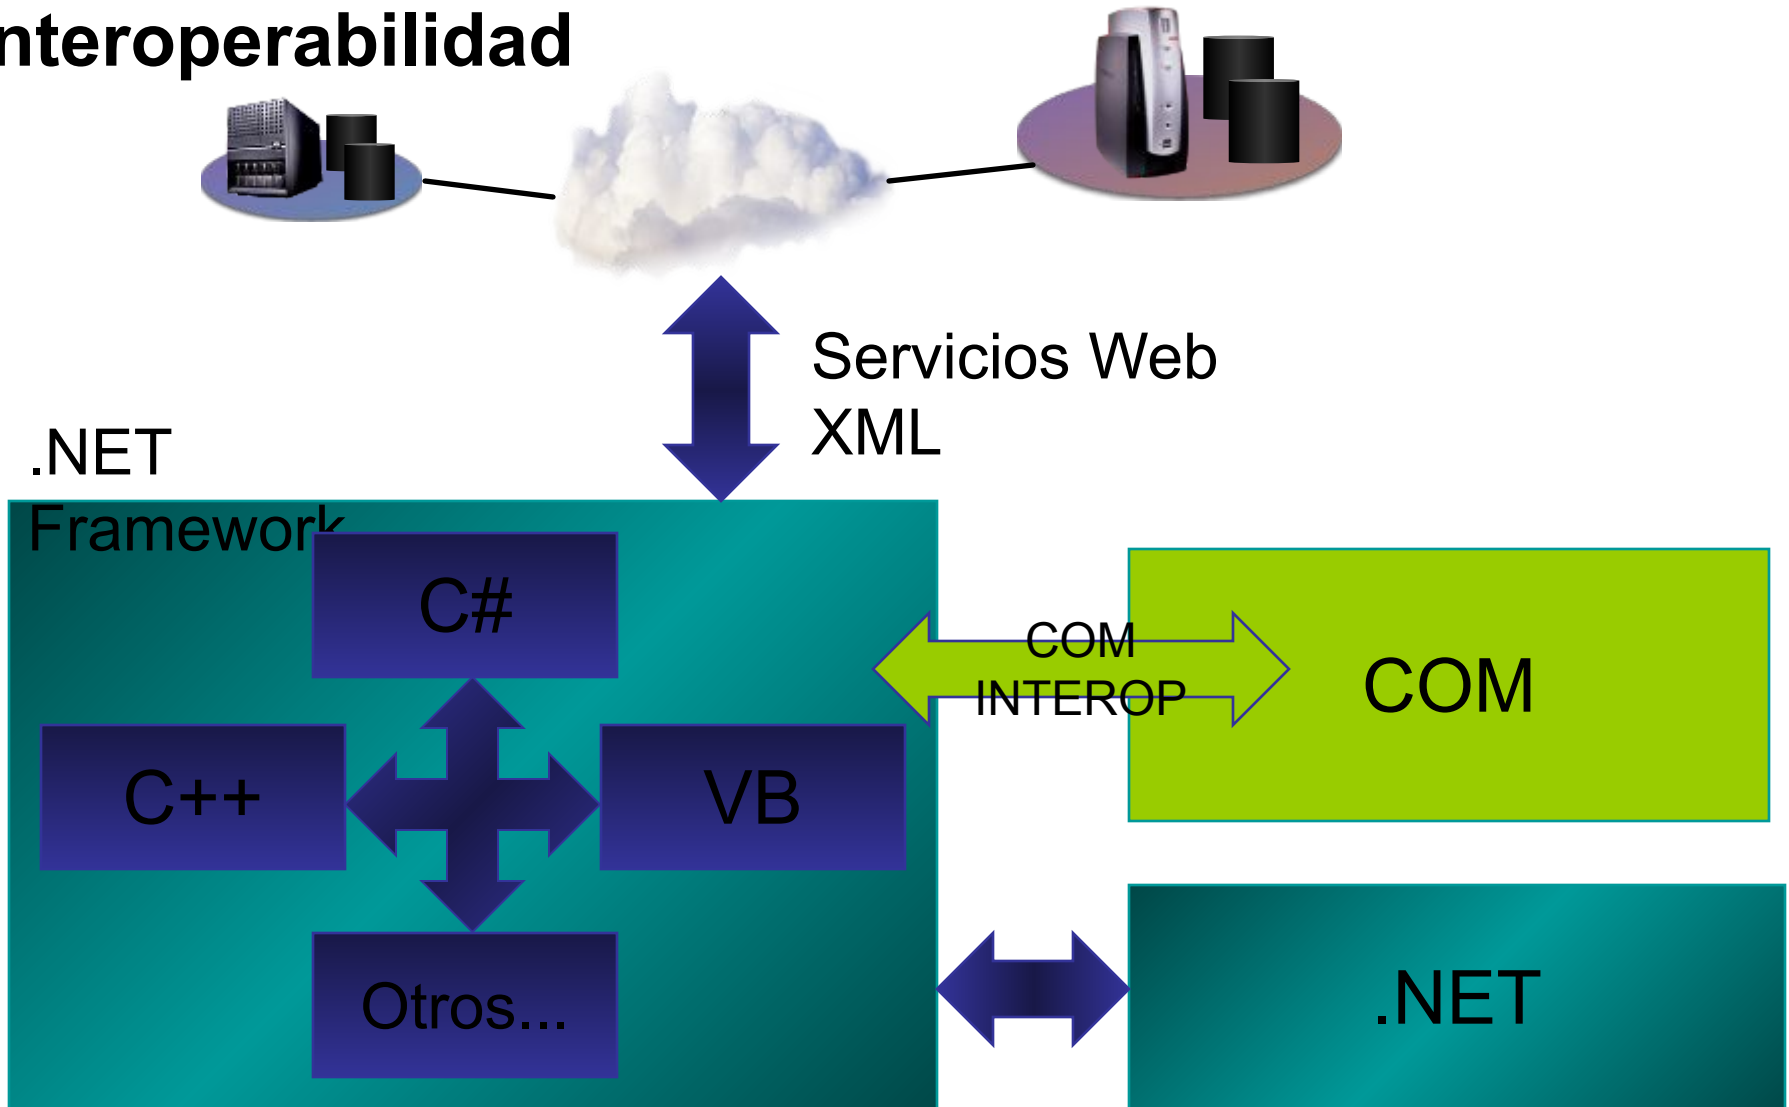 nteroperabilidad
Servicios Web
XML
.NET
Framework
C#
COM
INTEROP
COM
C++
VB
Otros...
.NET